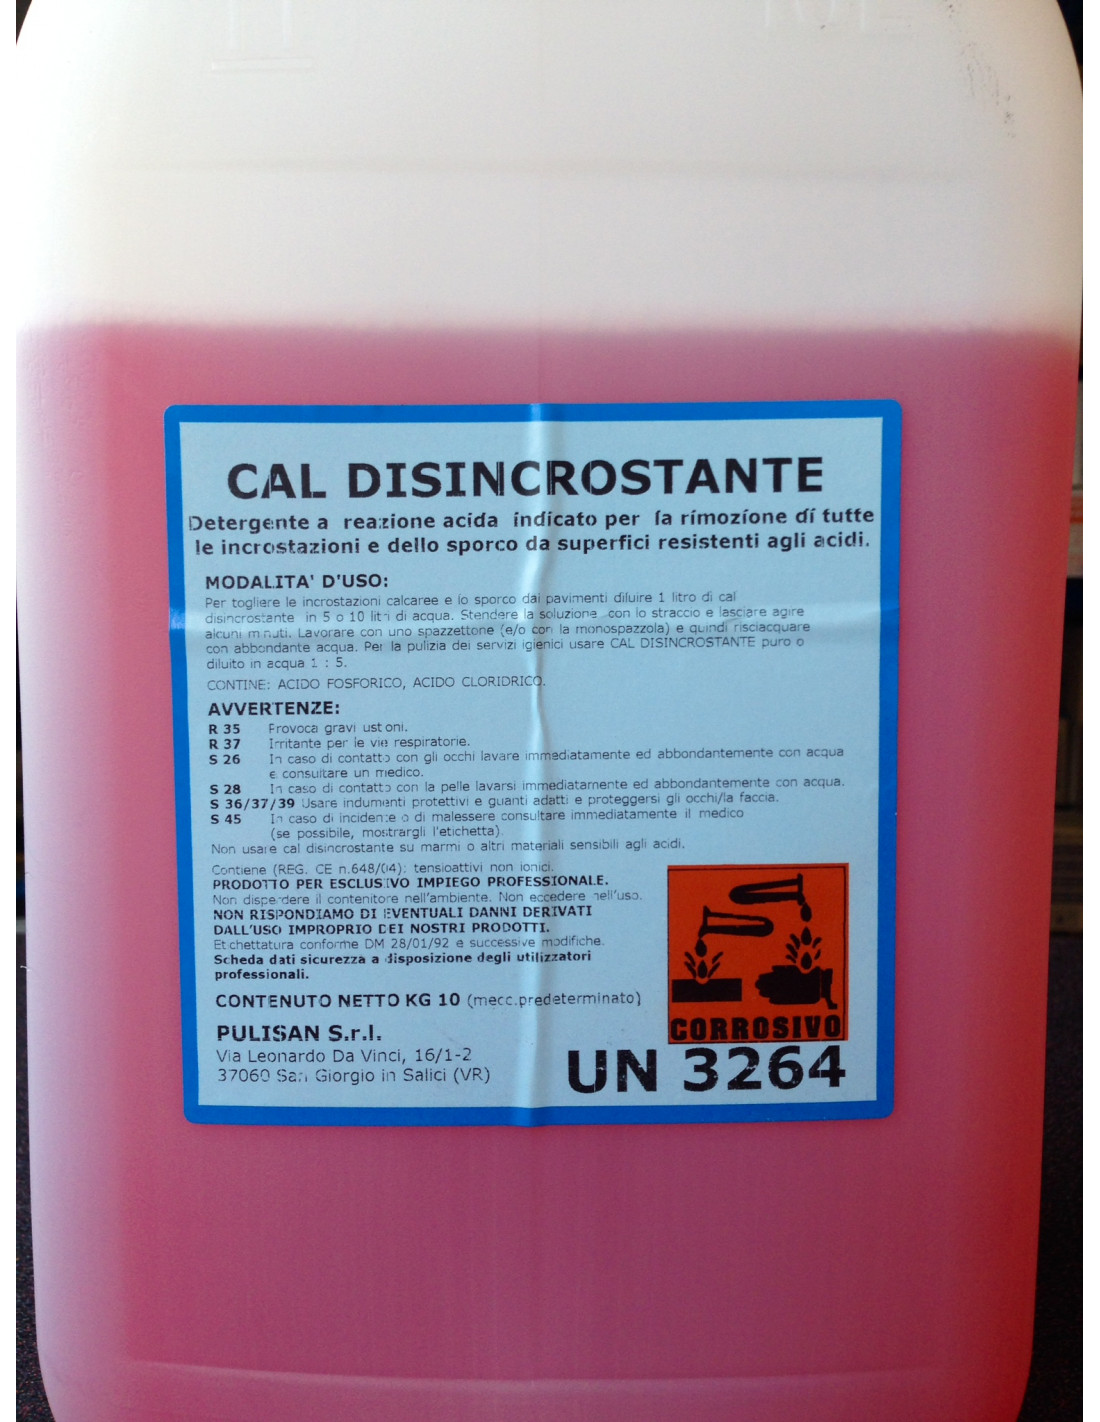 CAL DISINCROSTANTE
Detergente a reazione acida indicato per la rimozione di tutte
le incrostazioni e dello sporco da superfici resistenti agli acidi.
MODALITA' D'USO:
Per togliere le incrostazioni calcaree e lo sporco dai pavimenti diluire 1 litro di cal
disincrostante in 5 o 10 litri di acqua. Stendere la soluzione con lo straccio e lasciare agire
alcuni minuti. Lavorare con uno spazzettone (e/o con la monospazzola) e quindi risciacquare
con abbondante acqua. Per la pulizia dei servizi igienici usare CAL DISINCROSTANTE puro o
diluito in acqua 1 : 5.
CONTINE: ACIDO FOSFORICO, ACIDO CLORIDRICO.
AVVERTENZE:
R 35 Provoca gravi ustioni.
R 37 Irritante per le vie respiratorie.
S 26 In caso di contatto con gli occhi lavare immediatamente ed abbondantemente con acqua
e consultare un medico.
S 28 In caso di contatto con la pelle lavarsi immediatamente ed abbondantemente con acqua.
S 36/37/39 Usare indumenti protettivi e guanti adatti e proteggersi gli occhi/la faccia.
S 45 In caso di incidente o di malessere consultare immediatamente il medico
(se possibile, mostrargli l'etichetta).
Non usare cal disincrostante su marmi o altri materiali sensibili agli acidi.
Contiene (REG. CE n.648/04): tensioattivi non ionici.
PRODOTTO PER ESCLUSIVO IMPIEGO PROFESSIONALE.
Non disperdere il contenitore nell'ambiente. Non eccedere nell'uso.
NON RISPONDIAMO DI EVENTUALI DANNI DERIVATI
DALL'USO IMPROPRIO DEI NOSTRI PRODOTTI.
Etichettatura conforme DM 28/01/92 e successive modifiche.
Scheda dati sicurezza a disposizione degli utilizzatori
professionali.
CONTENUTO NETTO KG 10 (mecc.predeterminato)
PULISAN S.r.l.
Via Leonardo Da Vinci, 16/1-2
37060 San Giorgio in Salici (VR)
CORROSIVO
UN 3264